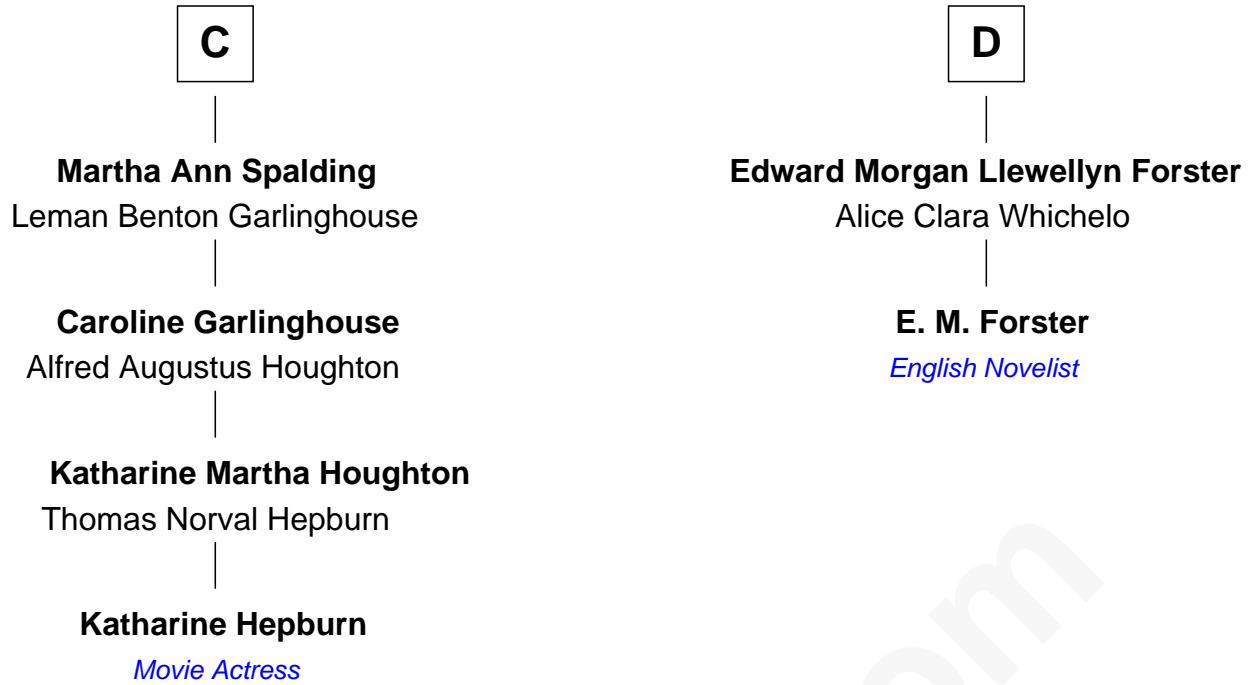 C
Martha Ann Spalding
Leman Benton Garlinghouse
Caroline Garlinghouse
Alfred Augustus Houghton
Katharine Martha Houghton
Thomas Norval Hepburn
Katharine Hepburn
Movie Actress
D
Edward Morgan Llewellyn Forster
Alice Clara Whichelo
E. M. Forster
English Novelist